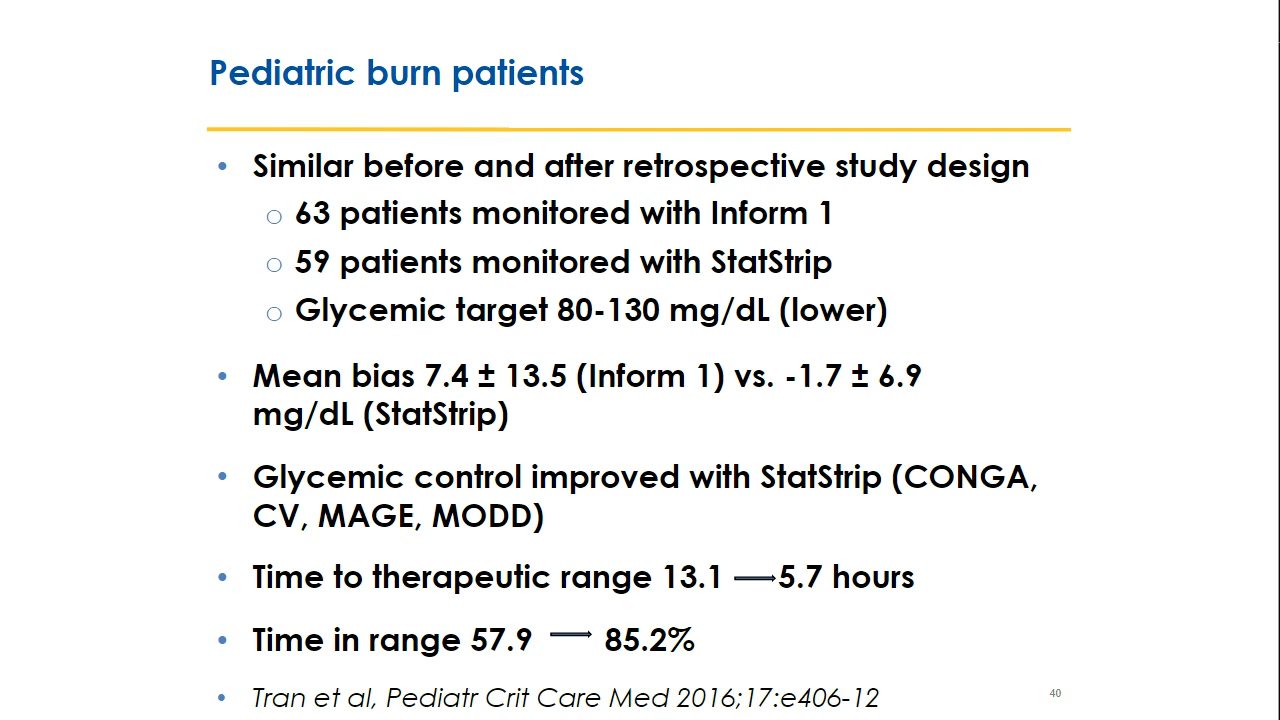 Pediatric burn patients
• Similar before and after retrospective study design
○ 63 patients monitored with Inform 1
○ 59 patients monitored with StatStrip
○ Glycemic target 80-130 mg/dL (lower)
• Mean bias 7.4 ± 13.5 (Inform 1) vs. -1.7 ± 6.9
mg/dL (StatStrip)
• Glycemic control improved with StatStrip (CONGA,
CV, MAGE, MODD)
• Time to therapeutic range 13.1 → 5.7 hours
• Time in range 57.9 → 85.2%
• Tran et al, Pediatr Crit Care Med 2016;17:e406-12
40